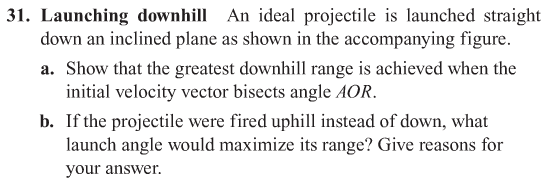 31. Launching downhill An ideal projectile is launched straight
down an inclined plane as shown in the accompanying figure.
a. Show that the greatest downhill range is achieved when the
initial velocity vector bisects angle AOR.
b. If the projectile were fired uphill instead of down, what
launch angle would maximize its range? Give reasons for
your answer.